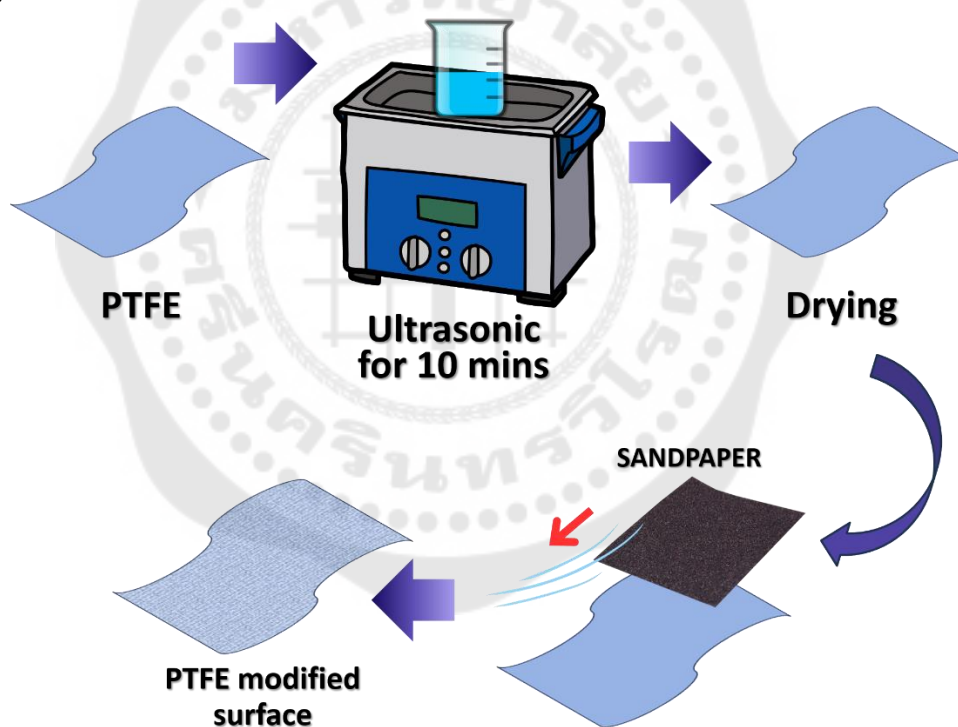 PTFE
Ultrasonic
for 10 mins
Drying
SANDPAPER
PTFE modified
surface